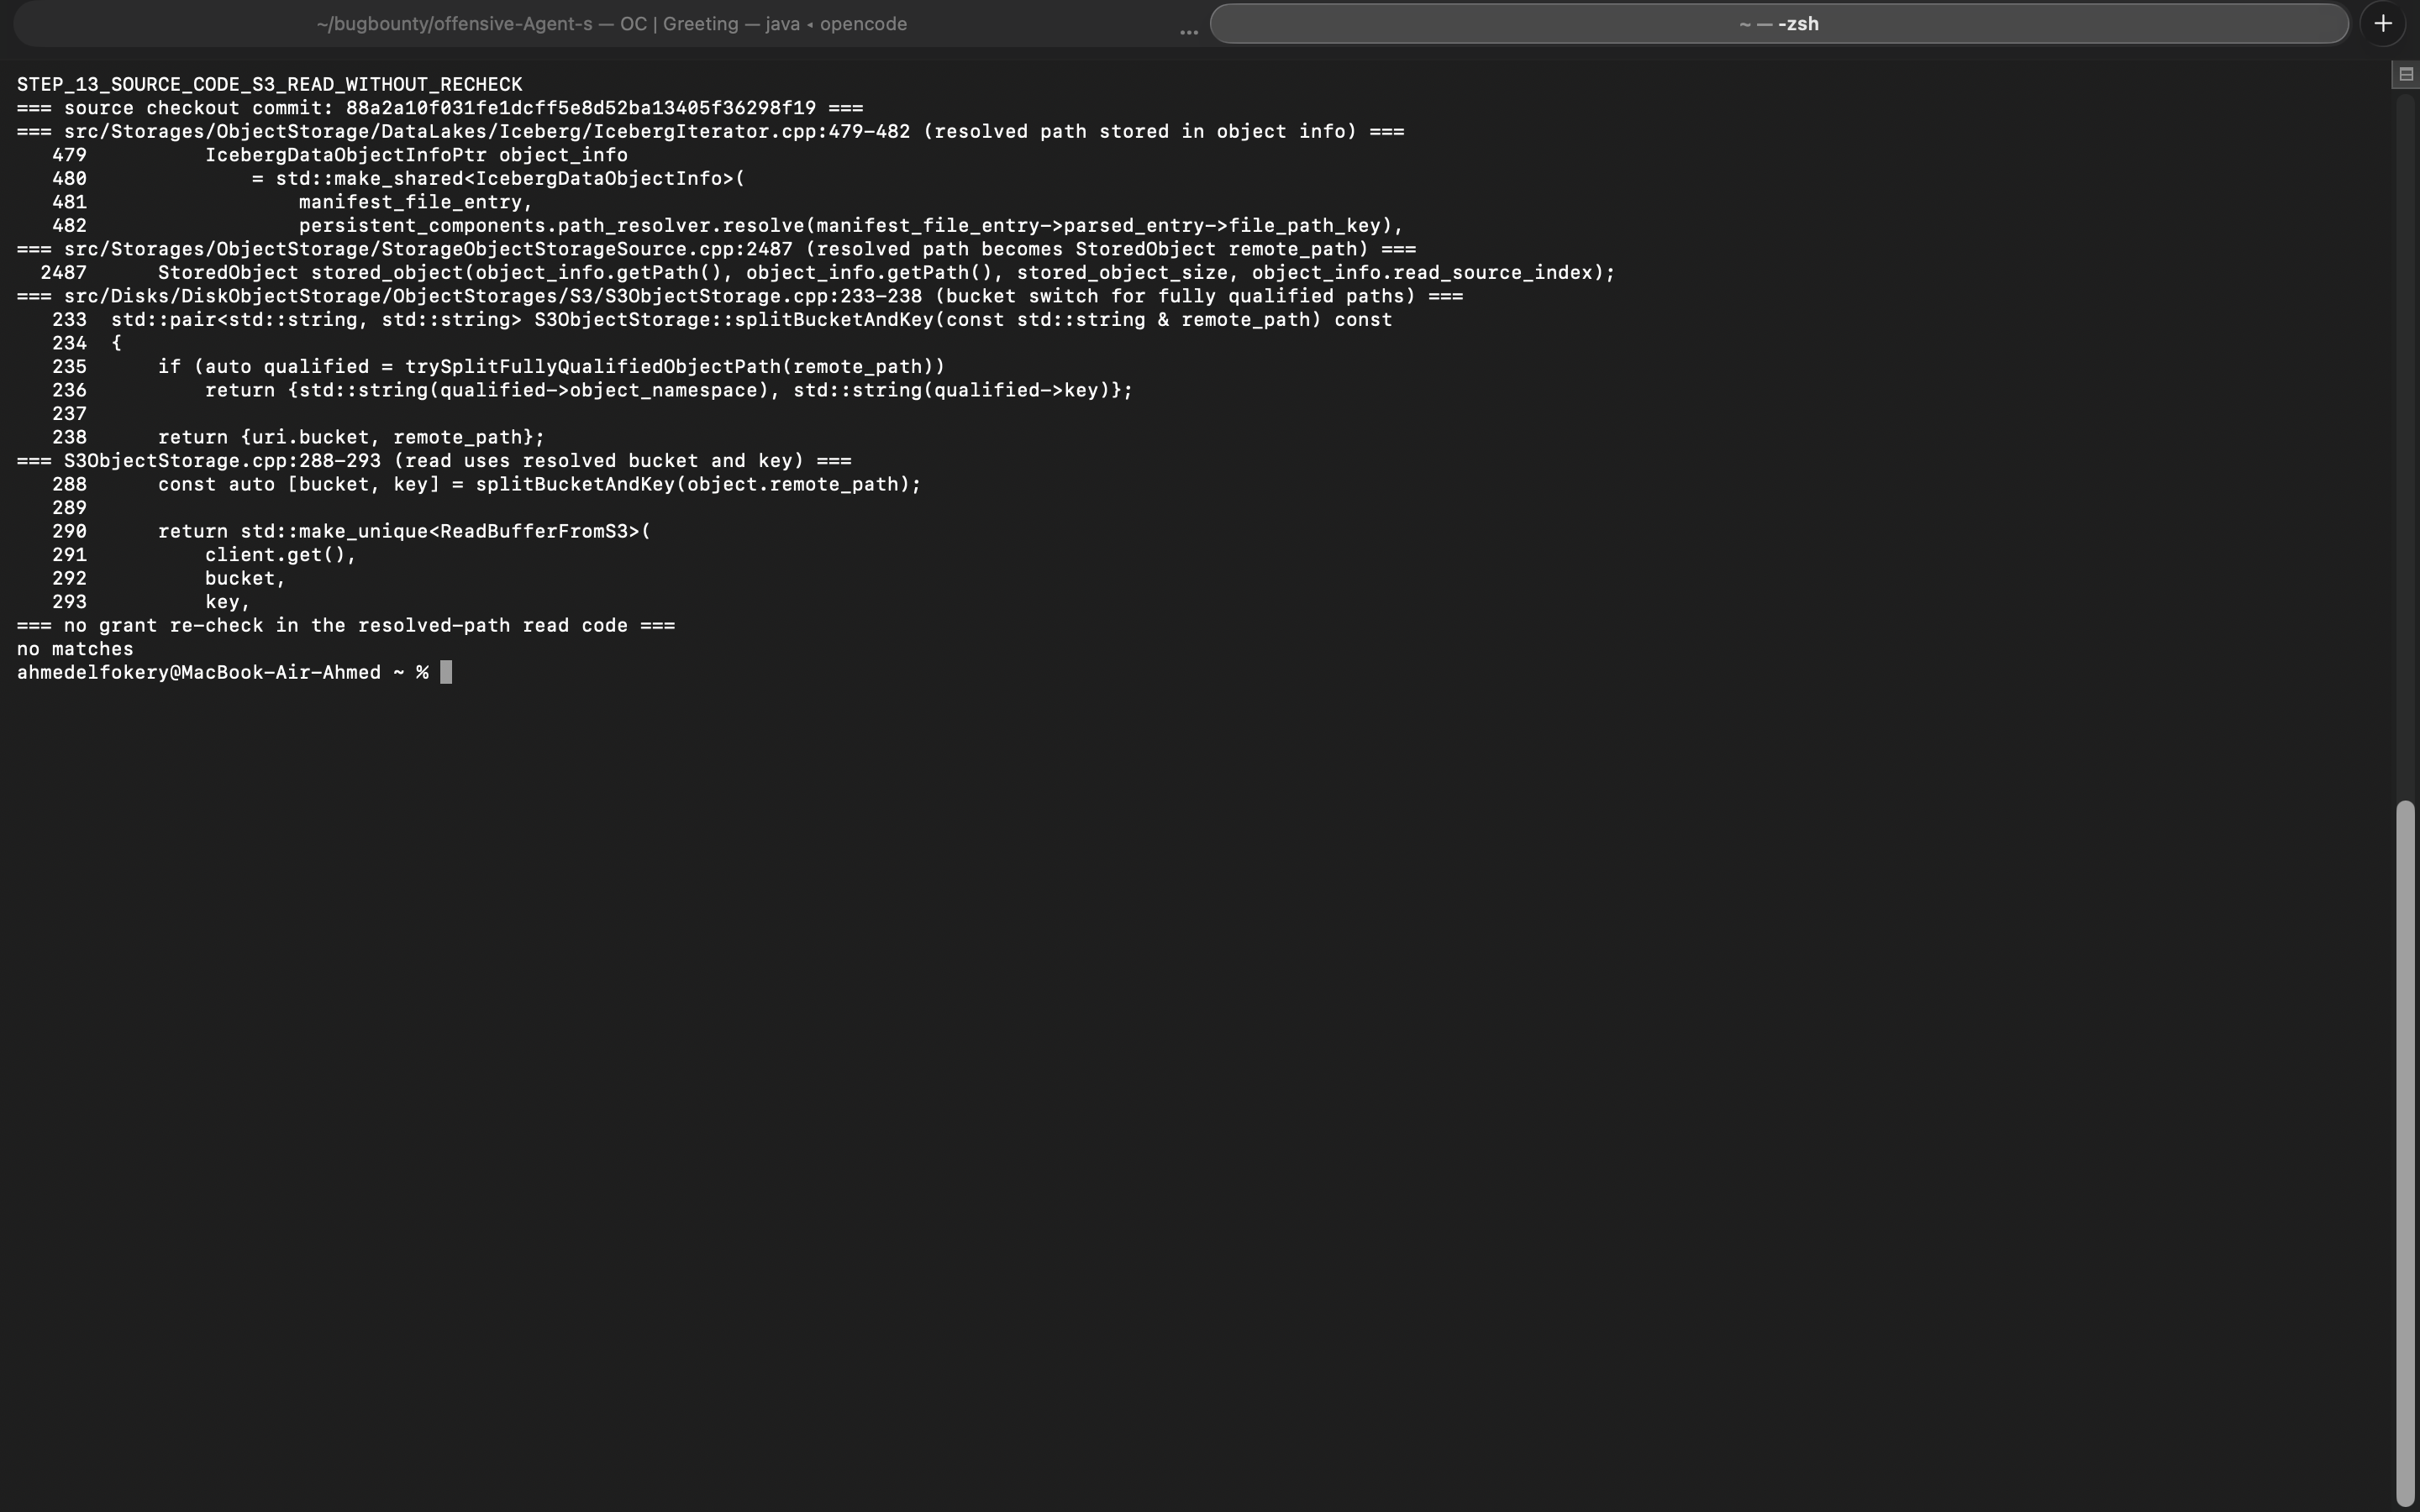 ~/bugbounty/offensive-Agent-s — OC | Greeting — java ◂ opencode
...
~ — -zsh
+
STEP_13_SOURCE_CODE_S3_READ_WITHOUT_RECHECK
=== source checkout commit: 88a2a10f031fe1dcff5e8d52ba13405f36298f19 ===
=== src/Storages/ObjectStorage/DataLakes/Iceberg/IcebergIterator.cpp:479-482 (resolved path stored in object info) ===
   479          IcebergDataObjectInfoPtr object_info
   480              = std::make_shared<IcebergDataObjectInfo>(
   481                  manifest_file_entry,
   482                  persistent_components.path_resolver.resolve(manifest_file_entry->parsed_entry->file_path_key),
=== src/Storages/ObjectStorage/StorageObjectStorageSource.cpp:2487 (resolved path becomes StoredObject remote_path) ===
  2487      StoredObject stored_object(object_info.getPath(), object_info.getPath(), stored_object_size, object_info.read_source_index);
=== src/Disks/DiskObjectStorage/ObjectStorages/S3/S3ObjectStorage.cpp:233-238 (bucket switch for fully qualified paths) ===
   233  std::pair<std::string, std::string> S3ObjectStorage::splitBucketAndKey(const std::string & remote_path) const
   234  {
   235      if (auto qualified = trySplitFullyQualifiedObjectPath(remote_path))
   236          return {std::string(qualified->object_namespace), std::string(qualified->key)};
   237
   238      return {uri.bucket, remote_path};
=== S3ObjectStorage.cpp:288-293 (read uses resolved bucket and key) ===
   288      const auto [bucket, key] = splitBucketAndKey(object.remote_path);
   289
   290      return std::make_unique<ReadBufferFromS3>(
   291          client.get(),
   292          bucket,
   293          key,
=== no grant re-check in the resolved-path read code ===
no matches
ahmedelfokery@MacBook-Air-Ahmed ~ %